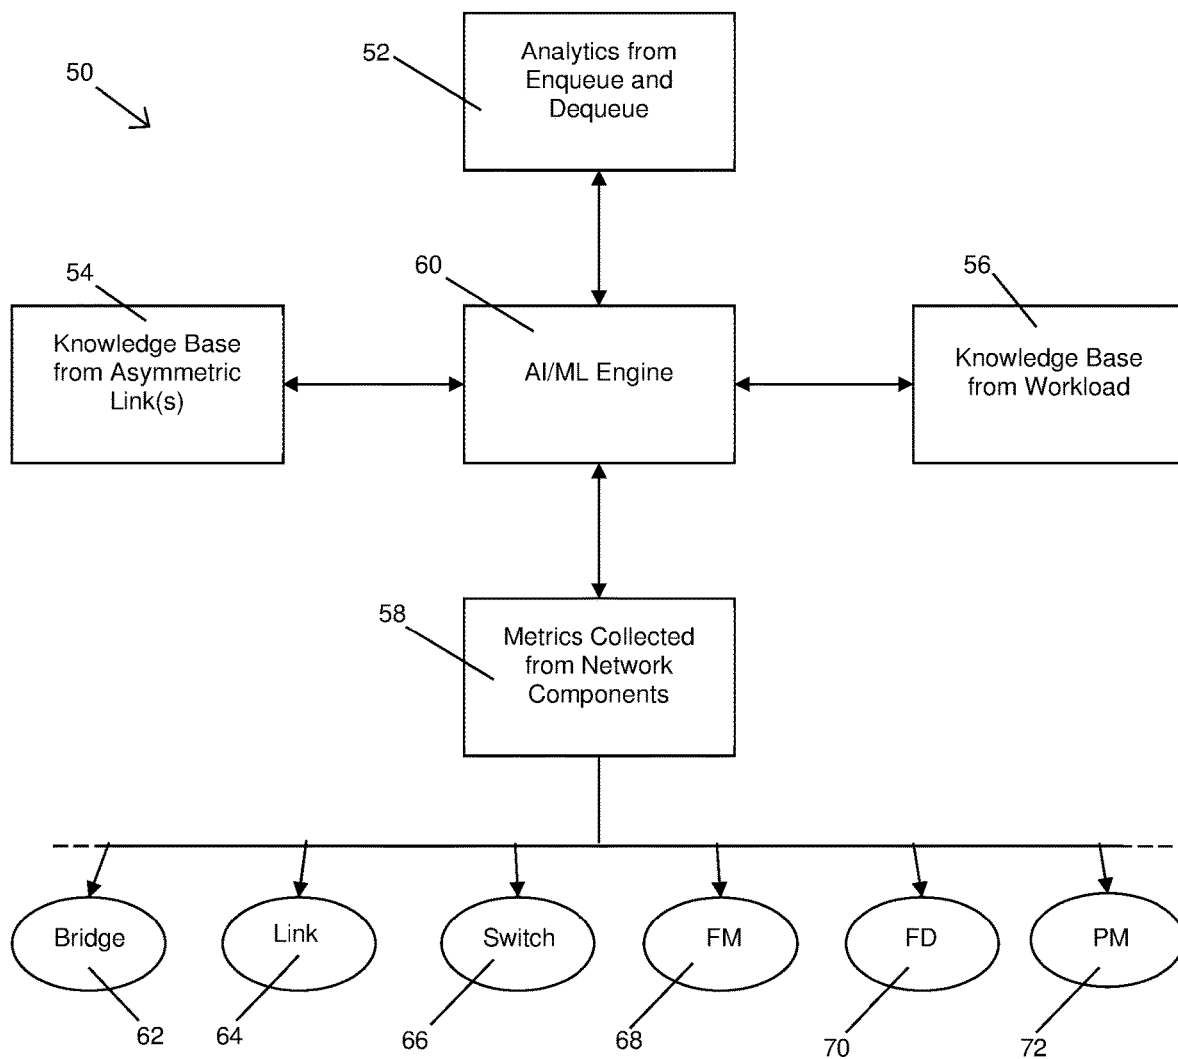 50
52
Analytics from
Enqueue and
Dequeue
54
Knowledge Base
from Asymmetric
Link(s)
60
AI/ML Engine
56
Knowledge Base
from Workload
58
Metrics Collected
from Network
Components
Bridge
Link
Switch
FM
FD
PM
62
64
66
68
70
72